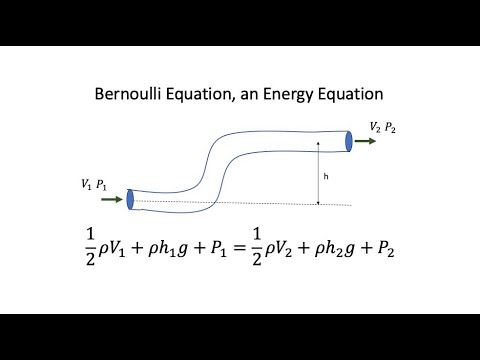 Bernoulli Equation, an Energy Equation
V₂ P₂
h
V₁ P₁
1/2 ρV₁ + ρh₁g + P₁ = 1/2 ρV₂ + ρh₂g + P₂